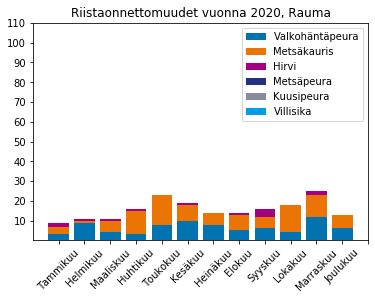 Riistaonnettomuudet vuonna 2020, Rauma
Valkohäntäpeura
Metsäkauris
Hirvi
Metsäpeura
Kuusipeura
Villisika
110
100
90
80
70
60
50
40
30
20
10
Tammikuu
Helmikuu
Maaliskuu
Huhtikuu
Toukokuu
Kesäkuu
Heinäkuu
Elokuu
Syyskuu
Lokakuu
Marraskuu
Joulukuu